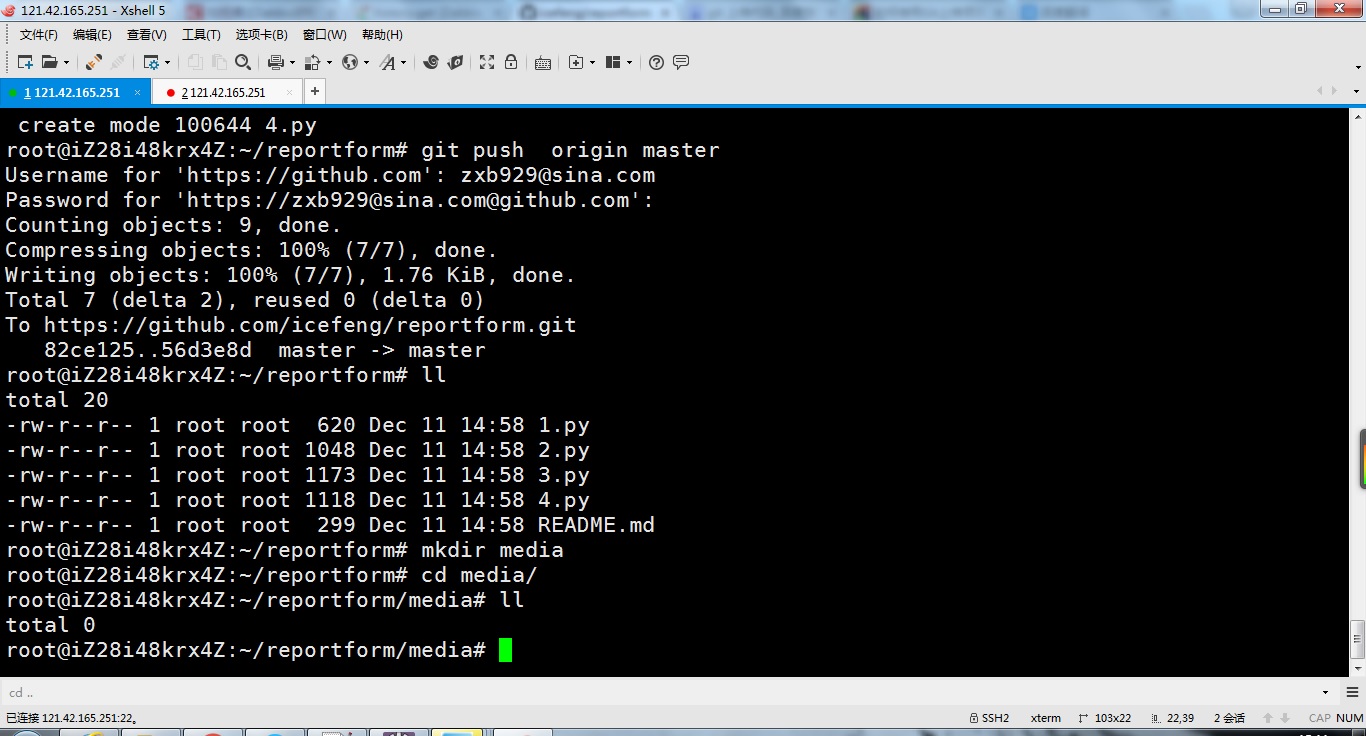 121.42.165.251 - Xshell 5
文件(F) 编辑(E) 查看(V) 工具(T) 选项卡(B) 窗口(W) 帮助(H)
1 121.42.165.251 × 2 121.42.165.251 × +
 create mode 100644 4.py
root@iZ28i48krx4Z:~/reportform# git push  origin master
Username for 'https://github.com': zxb929@sina.com
Password for 'https://zxb929@sina.com@github.com':
Counting objects: 9, done.
Compressing objects: 100% (7/7), done.
Writing objects: 100% (7/7), 1.76 KiB, done.
Total 7 (delta 2), reused 0 (delta 0)
To https://github.com/icefeng/reportform.git
   82ce125..56d3e8d  master -> master
root@iZ28i48krx4Z:~/reportform# ll
total 20
-rw-r--r-- 1 root root  620 Dec 11 14:58 1.py
-rw-r--r-- 1 root root 1048 Dec 11 14:58 2.py
-rw-r--r-- 1 root root 1173 Dec 11 14:58 3.py
-rw-r--r-- 1 root root 1118 Dec 11 14:58 4.py
-rw-r--r-- 1 root root  299 Dec 11 14:58 README.md
root@iZ28i48krx4Z:~/reportform# mkdir media
root@iZ28i48krx4Z:~/reportform# cd media/
root@iZ28i48krx4Z:~/reportform/media# ll
total 0
root@iZ28i48krx4Z:~/reportform/media#
cd ..
已连接 121.42.165.251:22。 SSH2 xterm 103x22 22,39 2 会话 CAP NUM